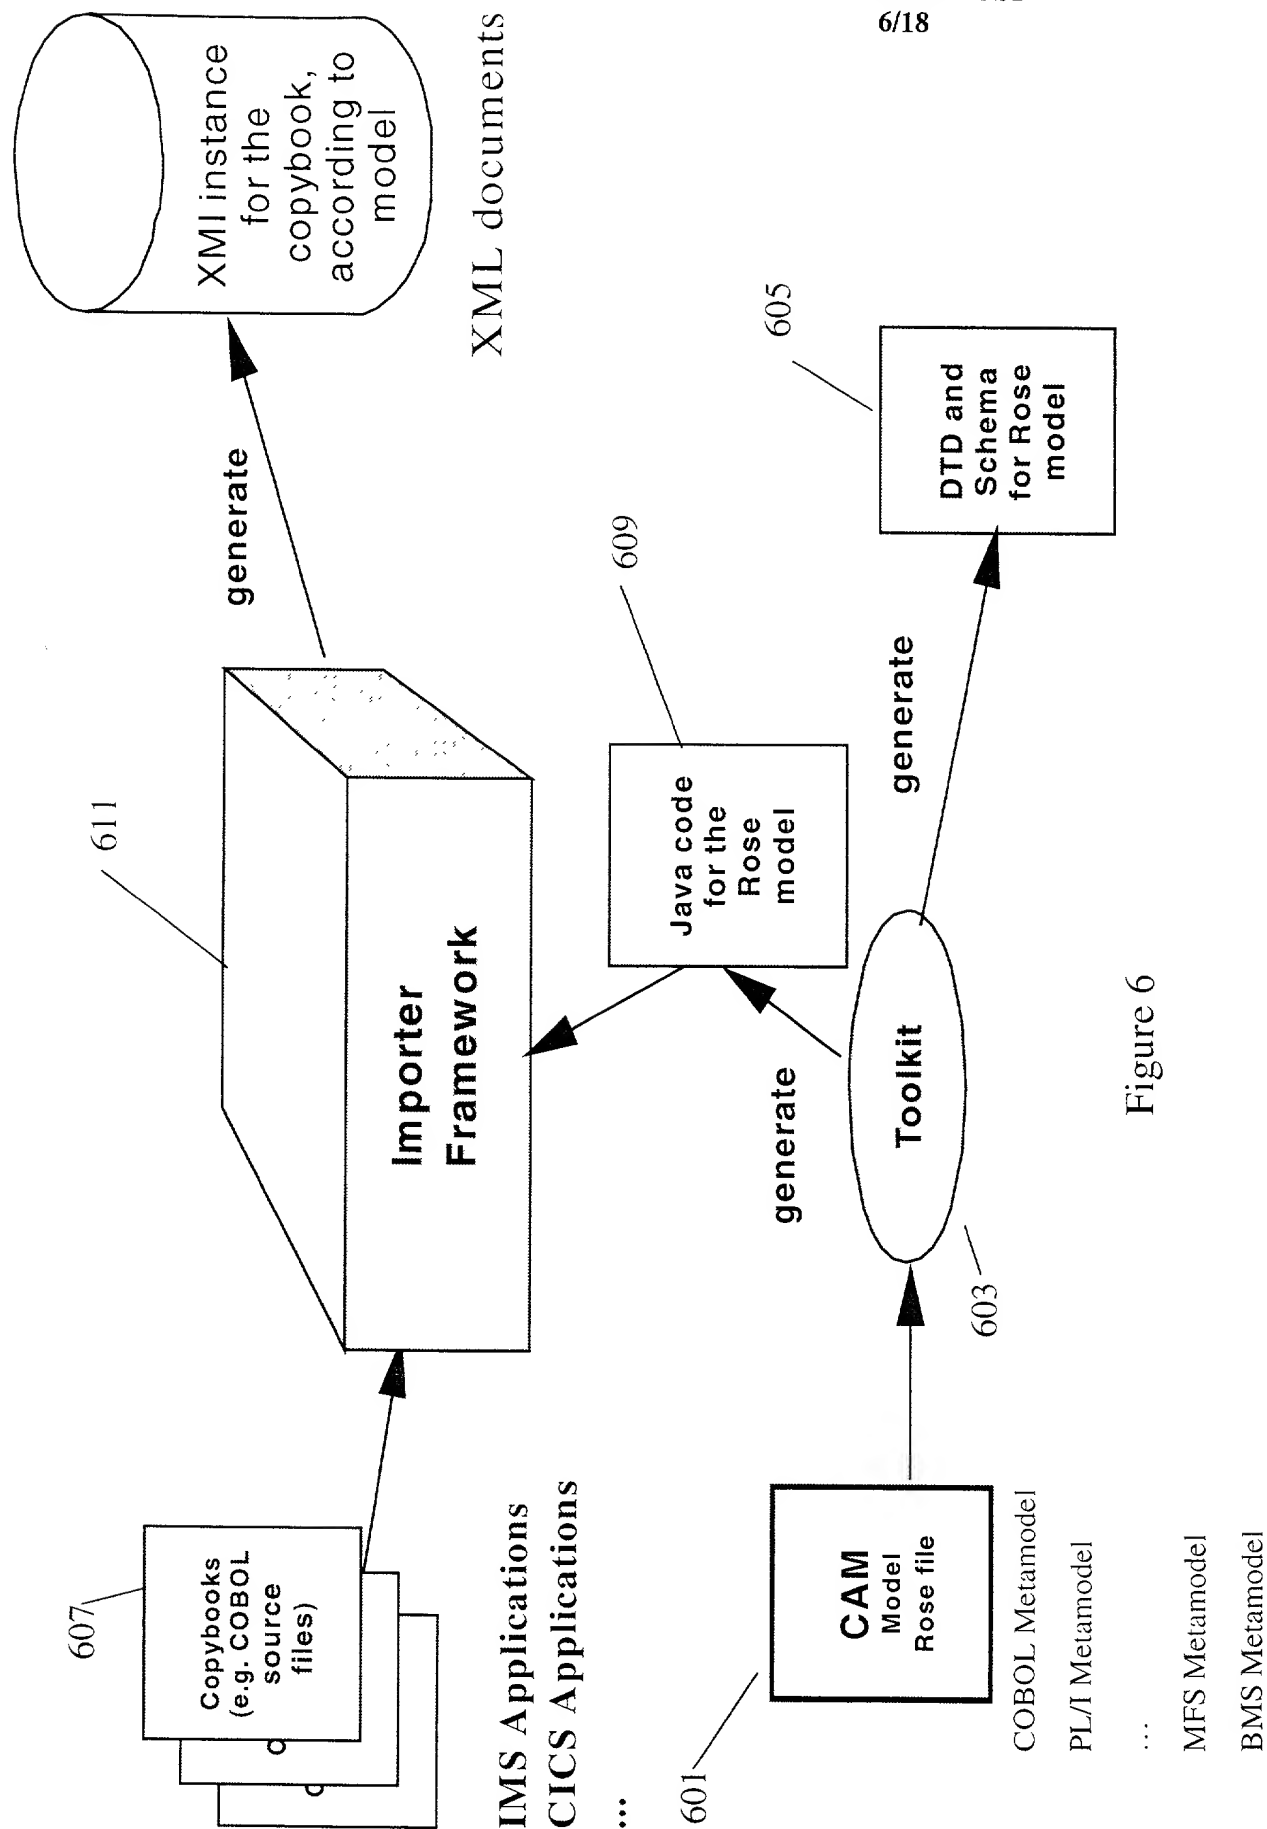 6/18
607
Copybooks
(e.g. COBOL
source
files)
IMS Applications
CICS Applications
...
611
Importer
Framework
generate
XMI instance
for the
copybook,
according to
model
XML documents
601
CAM
Model
Rose file
COBOL Metamodel
PL/I Metamodel
...
MFS Metamodel
BMS Metamodel
603
Toolkit
generate
609
Java code
for the
Rose
model
generate
605
DTD and
Schema
for Rose
model
Figure 6